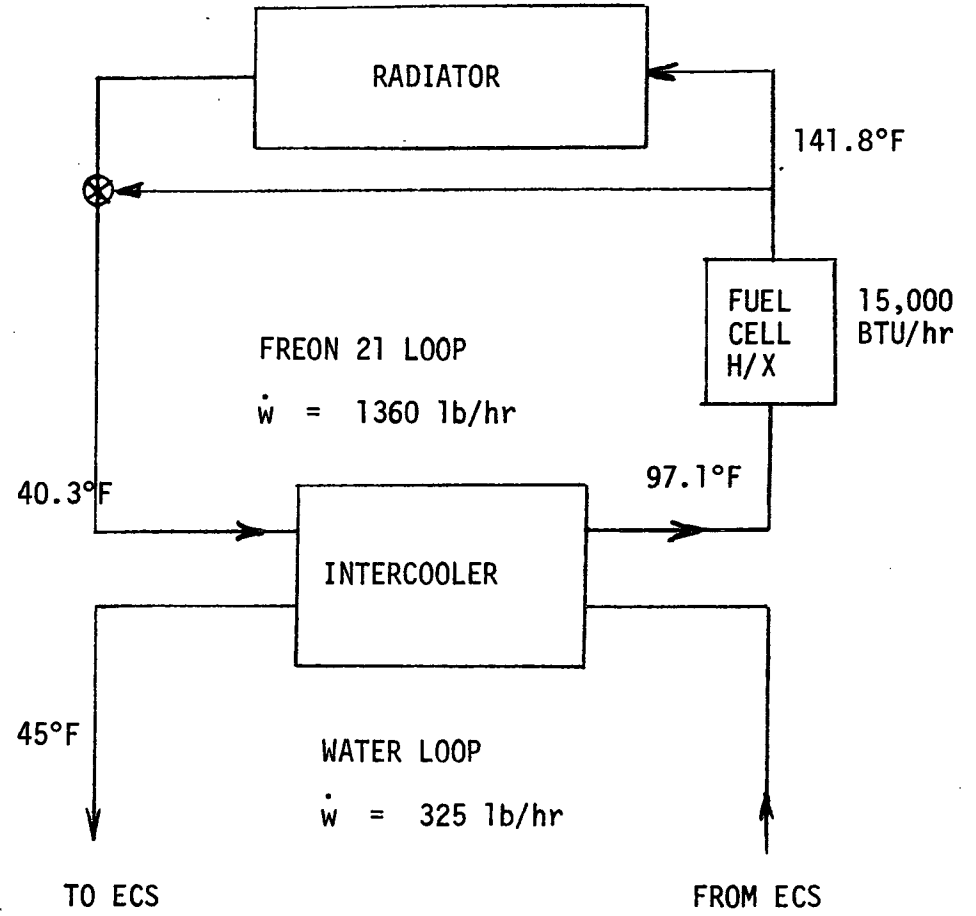 RADIATOR
141.8°F
FUEL
CELL
H/X
15,000
BTU/hr
FREON 21 LOOP
ẇ = 1360 lb/hr
40.3°F
97.1°F
INTERCOOLER
45°F
WATER LOOP
ẇ = 325 lb/hr
TO ECS
FROM ECS